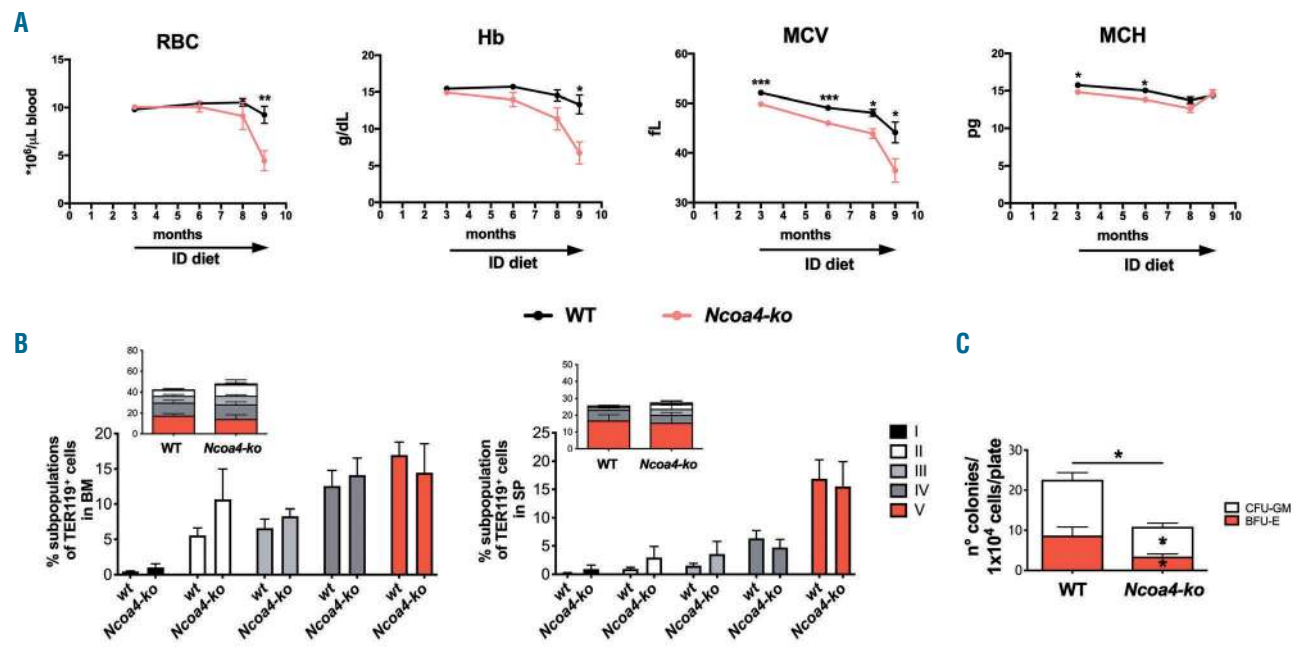 A
RBC
Hb
MCV
MCH
*10⁶/µL blood
15
10
5
0
0 1 2 3 4 5 6 7 8 9 10
**
months
ID diet
g/dL
20
15
10
5
0
0 1 2 3 4 5 6 7 8 9 10
*
months
ID diet
fL
60
50
40
30
0 1 2 3 4 5 6 7 8 9 10
***
***
*
*
months
ID diet
pg
20
15
10
5
0
0 1 2 3 4 5 6 7 8 9 10
*
*
months
ID diet
WT
Ncoa4-ko
B
80
60
40
20
0
WT
Ncoa4-ko
% subpopulations
of TER119⁺ cells
in BM
20
15
10
5
0
wt
Ncoa4-ko
wt
Ncoa4-ko
wt
Ncoa4-ko
wt
Ncoa4-ko
wt
Ncoa4-ko
50
40
30
20
10
0
WT
Ncoa4-ko
% subpopulation
of TER119⁺ cells
in SP
25
20
15
10
5
0
wt
Ncoa4-ko
wt
Ncoa4-ko
wt
Ncoa4-ko
wt
Ncoa4-ko
wt
Ncoa4-ko
I
II
III
IV
V
C
n° colonies/
1x10⁴ cells/plate
30
20
10
0
*
*
*
WT
Ncoa4-ko
CFU-GM
BFU-E